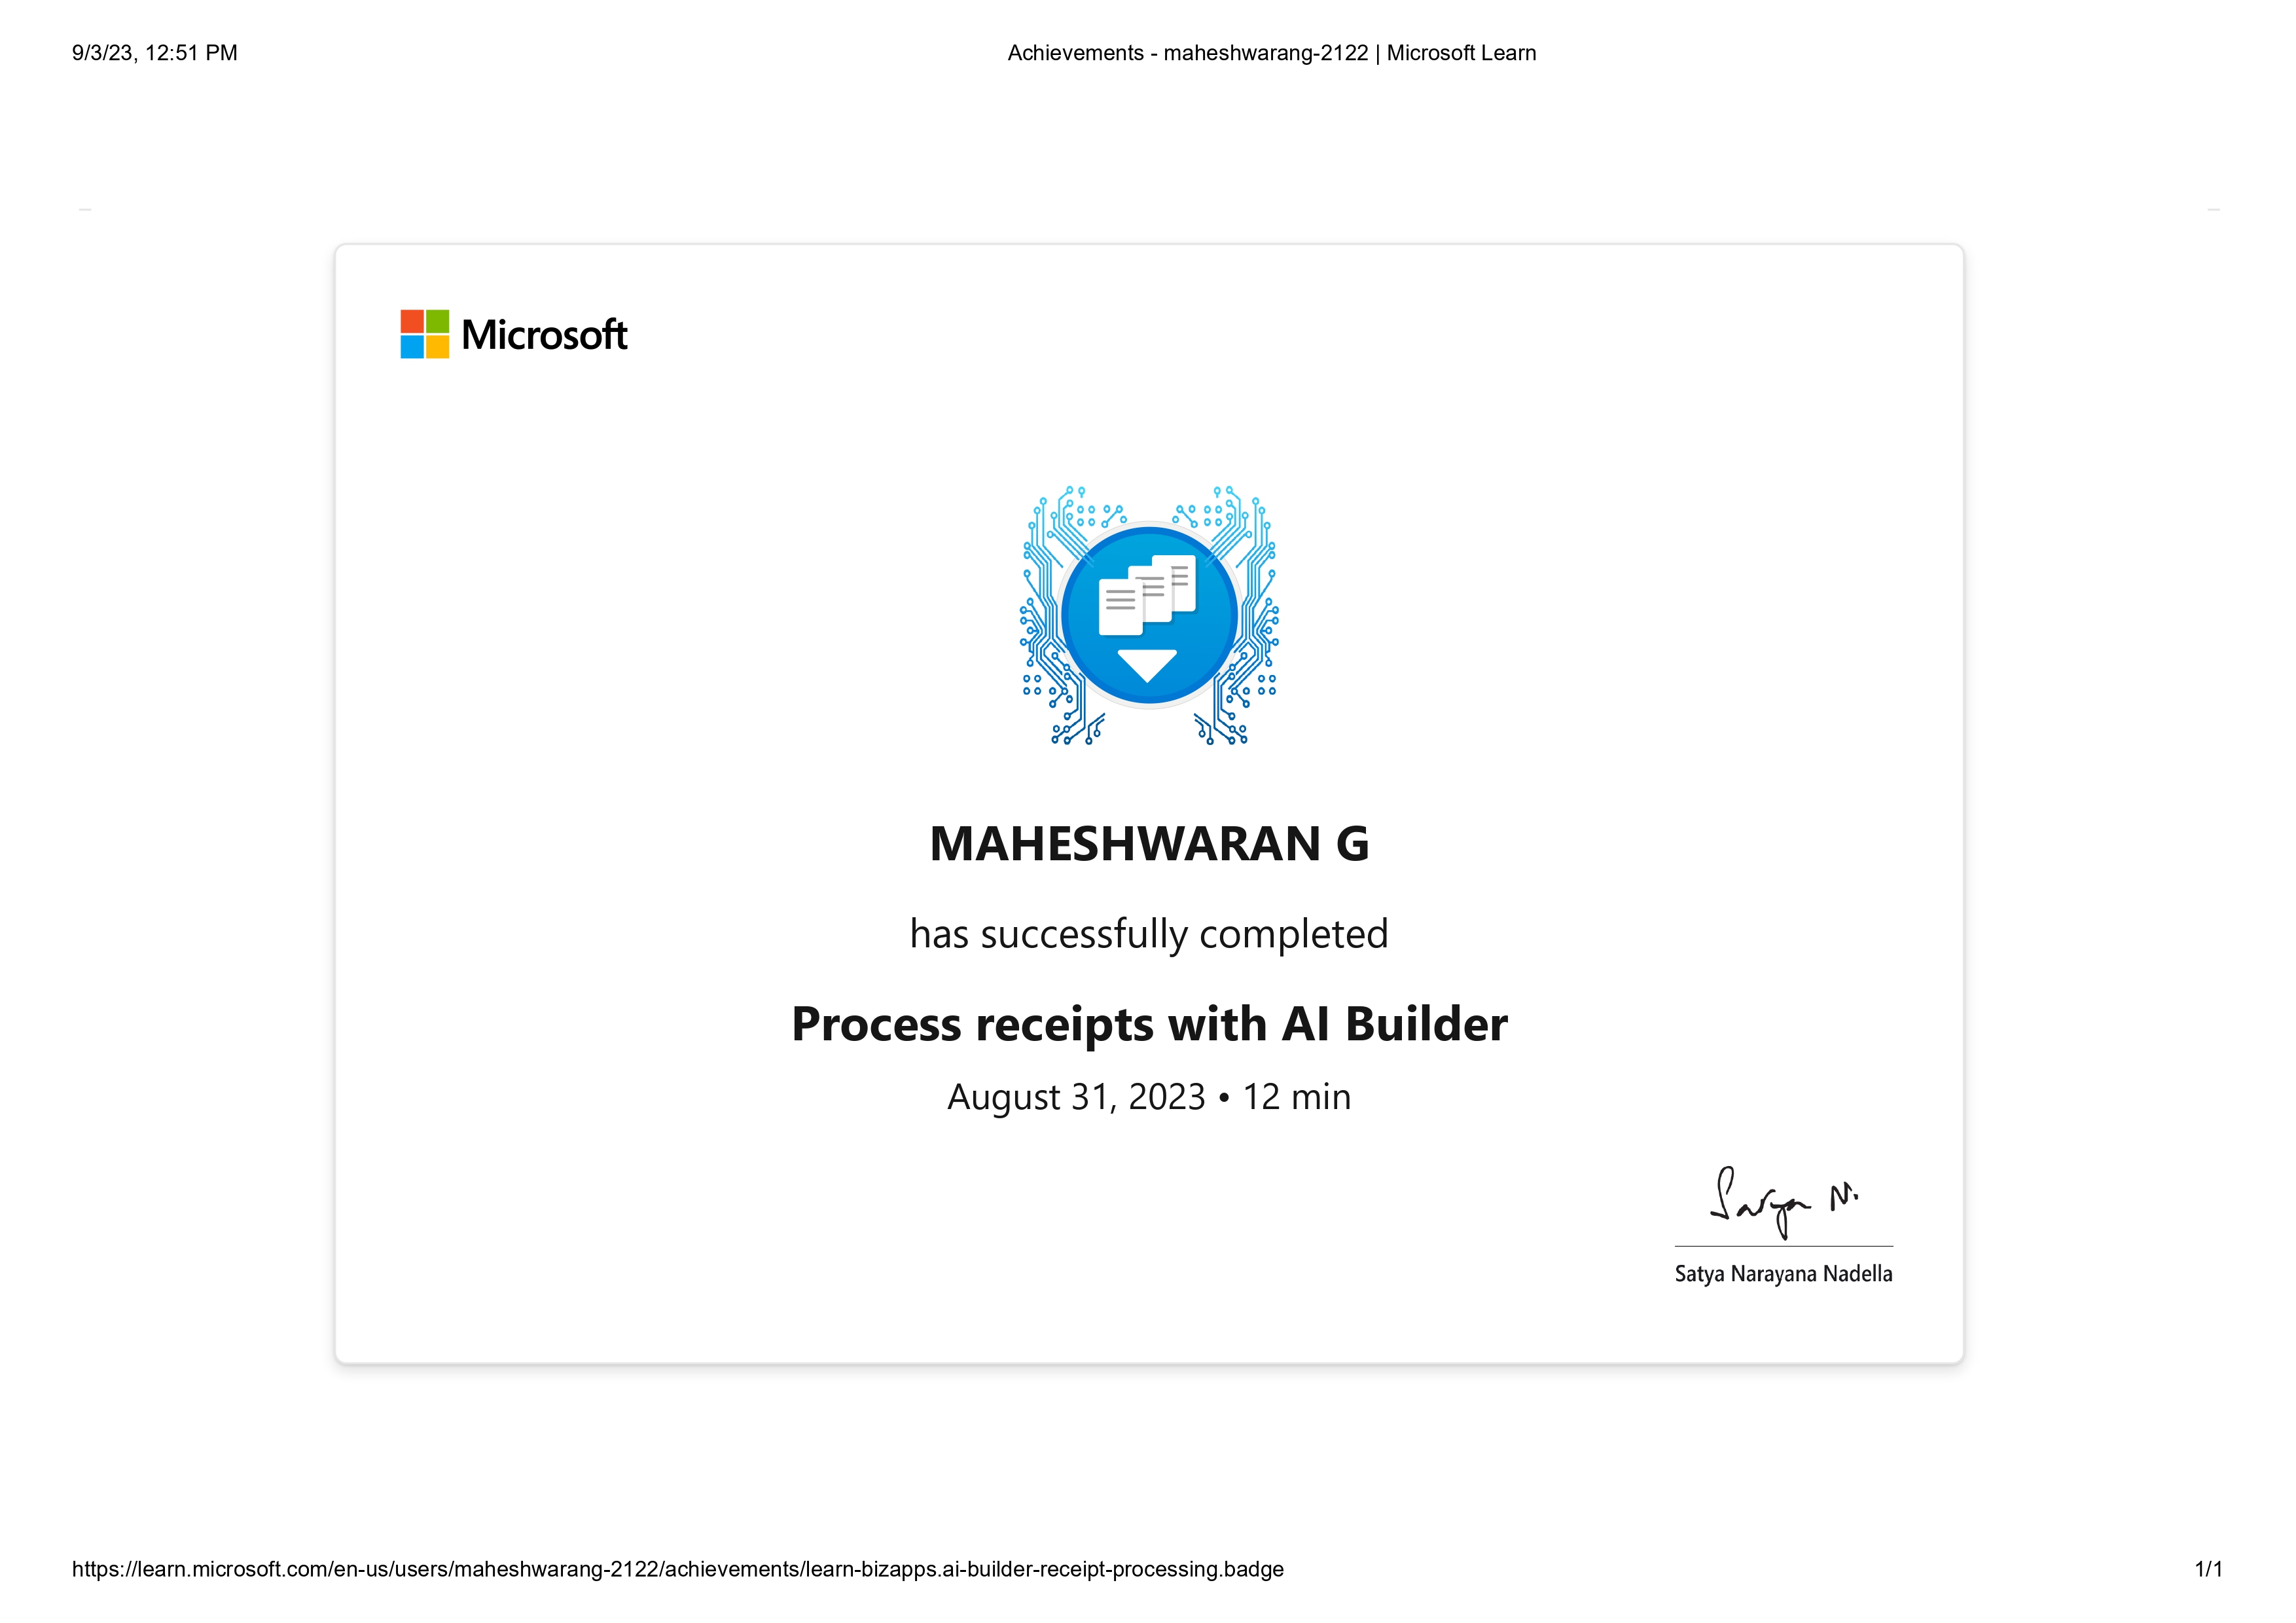 9/3/23, 12:51 PM
Achievements - maheshwarang-2122 | Microsoft Learn
Microsoft
MAHESHWARAN G
has successfully completed
Process receipts with AI Builder
August 31, 2023 • 12 min
Satya N.
Satya Narayana Nadella
https://learn.microsoft.com/en-us/users/maheshwarang-2122/achievements/learn-bizapps.ai-builder-receipt-processing.badge
1/1